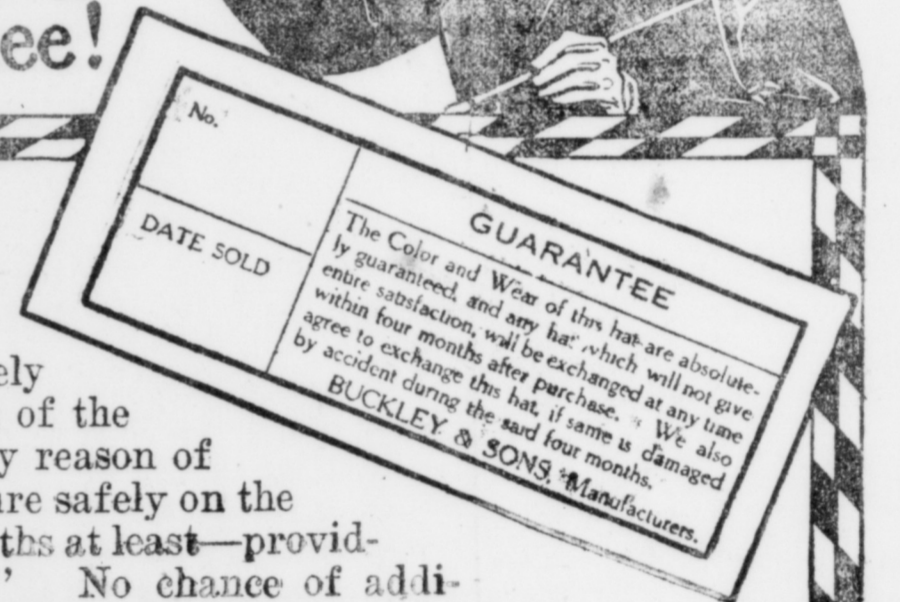 ee!
No.
DATE SOLD
GUARANTEE
The Color and Wear of this hat are absolute-
ly guaranteed, and any hat which will not give
entire satisfaction, will be exchanged at any time
within four months after purchase. We also
agree to exchange this hat, if same is damaged
by accident during the said four months.
BUCKLEY & SONS, Manufacturers.
ely
of the
y reason of
re safely on the
ths at least—provid-
' No chance of addi-